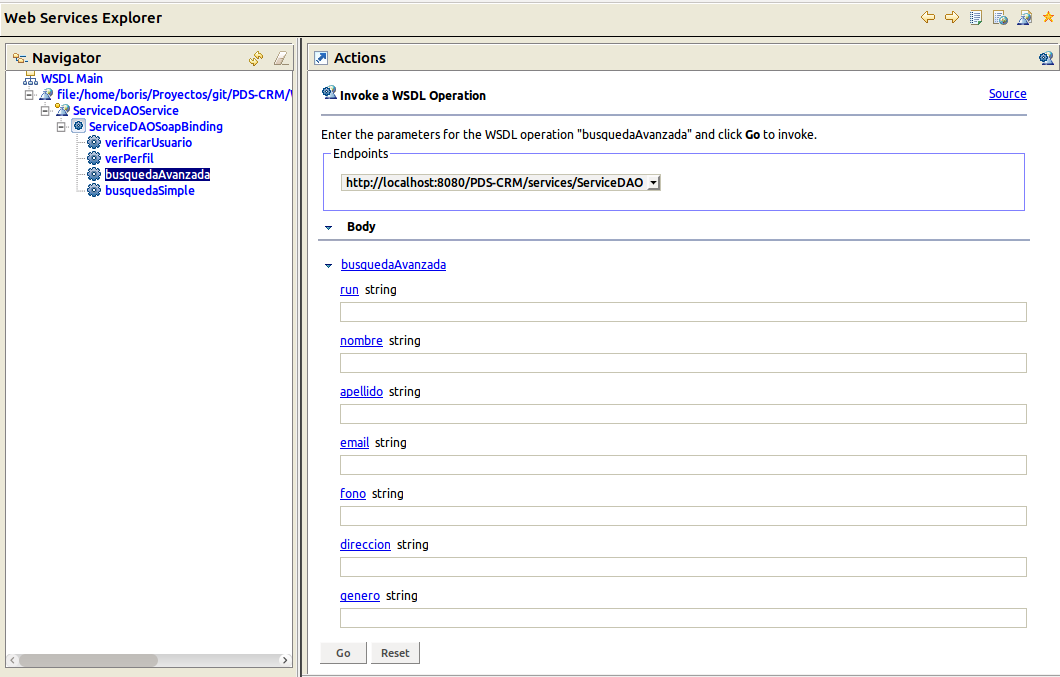 Web Services Explorer
Navigator
WSDL Main
file:/home/boris/Proyectos/git/PDS-CRM/
ServiceDAOService
ServiceDAOSoapBinding
verificarUsuario
verPerfil
busquedaAvanzada
busquedaSimple
Actions
Invoke a WSDL Operation
Source
Enter the parameters for the WSDL operation "busquedaAvanzada" and click Go to invoke.
Endpoints
http://localhost:8080/PDS-CRM/services/ServiceDAO
Body
busquedaAvanzada
run string
nombre string
apellido string
email string
fono string
direccion string
genero string
Go Reset